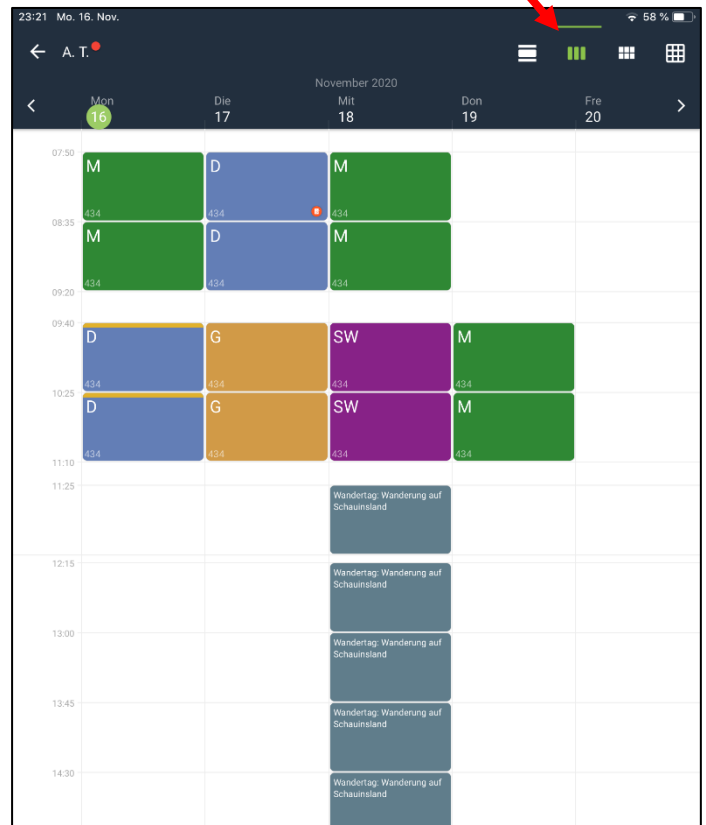 23:21 Mo. 16. Nov. 58 %
A. T.
November 2020
Mon Die Mit Don Fre
16 17 18 19 20
07:50
M D M
434 434 434
08:35
M D M
434 434 434
09:20
09:40
D G SW M
434 434 434 434
10:25
D G SW M
434 434 434 434
11:10
11:25
Wandertag: Wanderung auf
Schauinsland
12:15
Wandertag: Wanderung auf
Schauinsland
13:00
Wandertag: Wanderung auf
Schauinsland
13:45
Wandertag: Wanderung auf
Schauinsland
14:30
Wandertag: Wanderung auf
Schauinsland